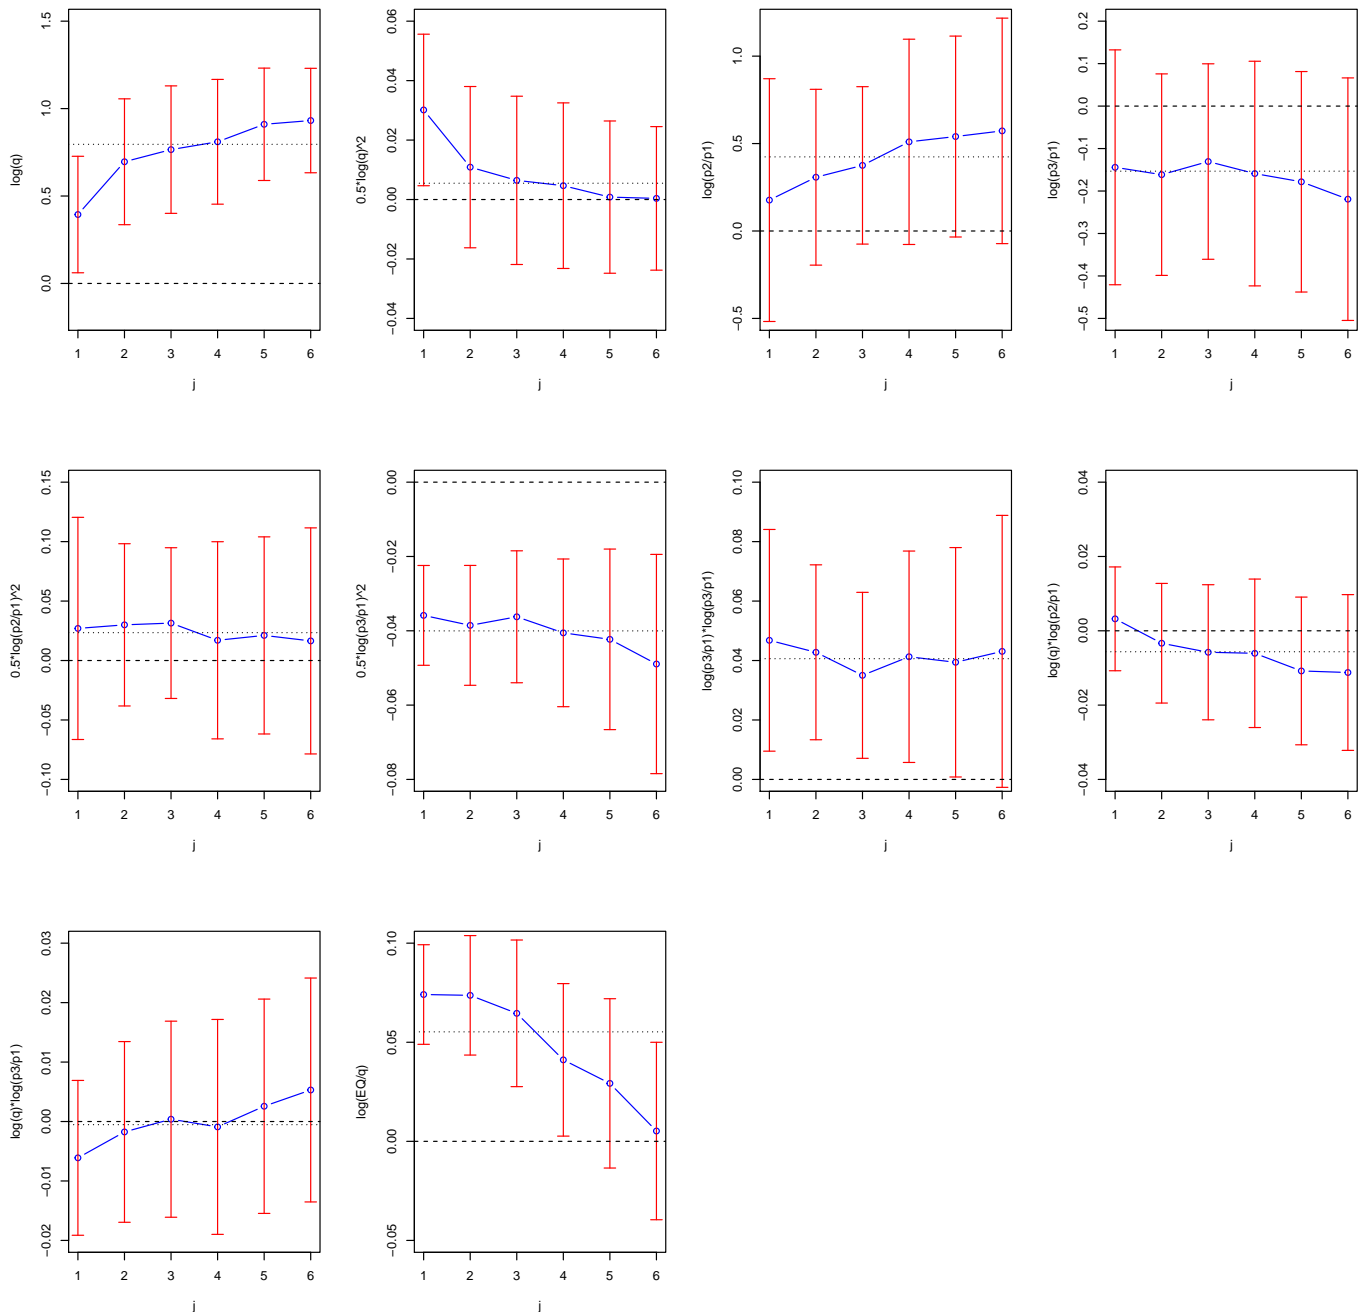 log(q)
1.5
1.0
0.5
0.0
1 2 3 4 5 6
j
0.5*log(q)^2
0.06
0.04
0.02
0.00
−0.02
−0.04
1 2 3 4 5 6
j
log(p2/p1)
1.0
0.5
0.0
−0.5
1 2 3 4 5 6
j
log(p3/p1)
0.2
0.1
0.0
−0.1
−0.2
−0.3
−0.4
−0.5
1 2 3 4 5 6
j
0.5*log(p2/p1)^2
0.15
0.10
0.05
0.00
−0.05
−0.10
1 2 3 4 5 6
j
0.5*log(p3/p1)^2
0.00
−0.02
−0.04
−0.06
−0.08
1 2 3 4 5 6
j
log(p3/p1)*log(p3/p1)
0.10
0.08
0.06
0.04
0.02
0.00
1 2 3 4 5 6
j
log(q)*log(p2/p1)
0.04
0.02
0.00
−0.02
−0.04
1 2 3 4 5 6
j
log(q)*log(p3/p1)
0.03
0.02
0.01
0.00
−0.01
−0.02
1 2 3 4 5 6
j
log(EQ/q)
0.10
0.05
0.00
−0.05
1 2 3 4 5 6
j